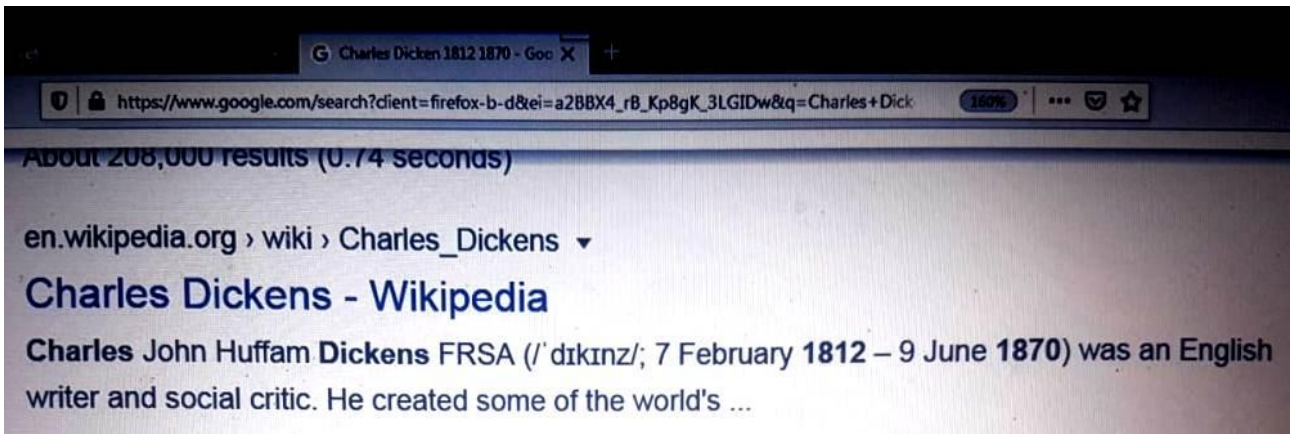 G Charles Dicken 1812 1870 - Goo X +
https://www.google.com/search?client=firefox-b-d&ei=a2BBX4_rB_Kp8gK_3LGIDw&q=Charles+Dick 160% ...
About 208,000 results (0.74 seconds)
en.wikipedia.org › wiki › Charles_Dickens
Charles Dickens - Wikipedia
Charles John Huffam Dickens FRSA (/ˈdɪkɪnz/; 7 February 1812 – 9 June 1870) was an English
writer and social critic. He created some of the world's ...